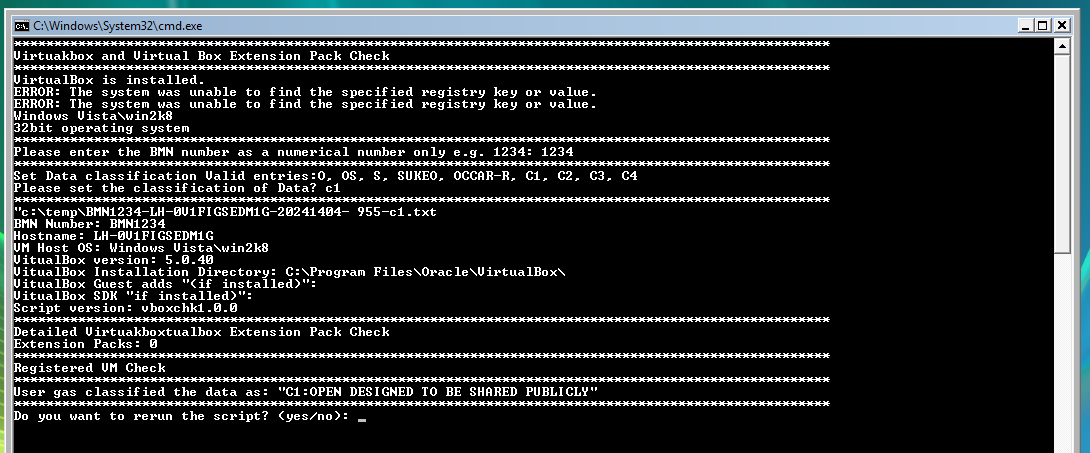 C:\Windows\System32\cmd.exe
******************************************************************************************************
Virtuakbox and Virtual Box Extension Pack Check
******************************************************************************************************
VirtualBox is installed.
ERROR: The system was unable to find the specified registry key or value.
ERROR: The system was unable to find the specified registry key or value.
Windows Vista\win2k8
32bit operating system
******************************************************************************************************
Please enter the BMN number as a numerical number only e.g. 1234: 1234
******************************************************************************************************
Set Data classification Valid entries:O, OS, S, SUKEO, OCCAR-R, C1, C2, C3, C4
Please set the classification of Data? c1
******************************************************************************************************
"c:\temp\BMN1234-LH-0V1FIGSEDM1G-20241404- 955-c1.txt
BMN Number: BMN1234
Hostname: LH-0V1FIGSEDM1G
VM Host OS: Windows Vista\win2k8
VitualBox version: 5.0.40
VitualBox Installation Directory: C:\Program Files\Oracle\VirtualBox\
VitualBox Guest adds "(if installed)":
VitualBox SDK "if installed)":
Script version: vboxchk1.0.0
******************************************************************************************************
Detailed Virtuakboxtualbox Extension Pack Check
Extension Packs: 0
******************************************************************************************************
Registered VM Check
******************************************************************************************************
User gas classified the data as: "C1:OPEN DESIGNED TO BE SHARED PUBLICLY"
******************************************************************************************************
Do you want to rerun the script? (yes/no): _